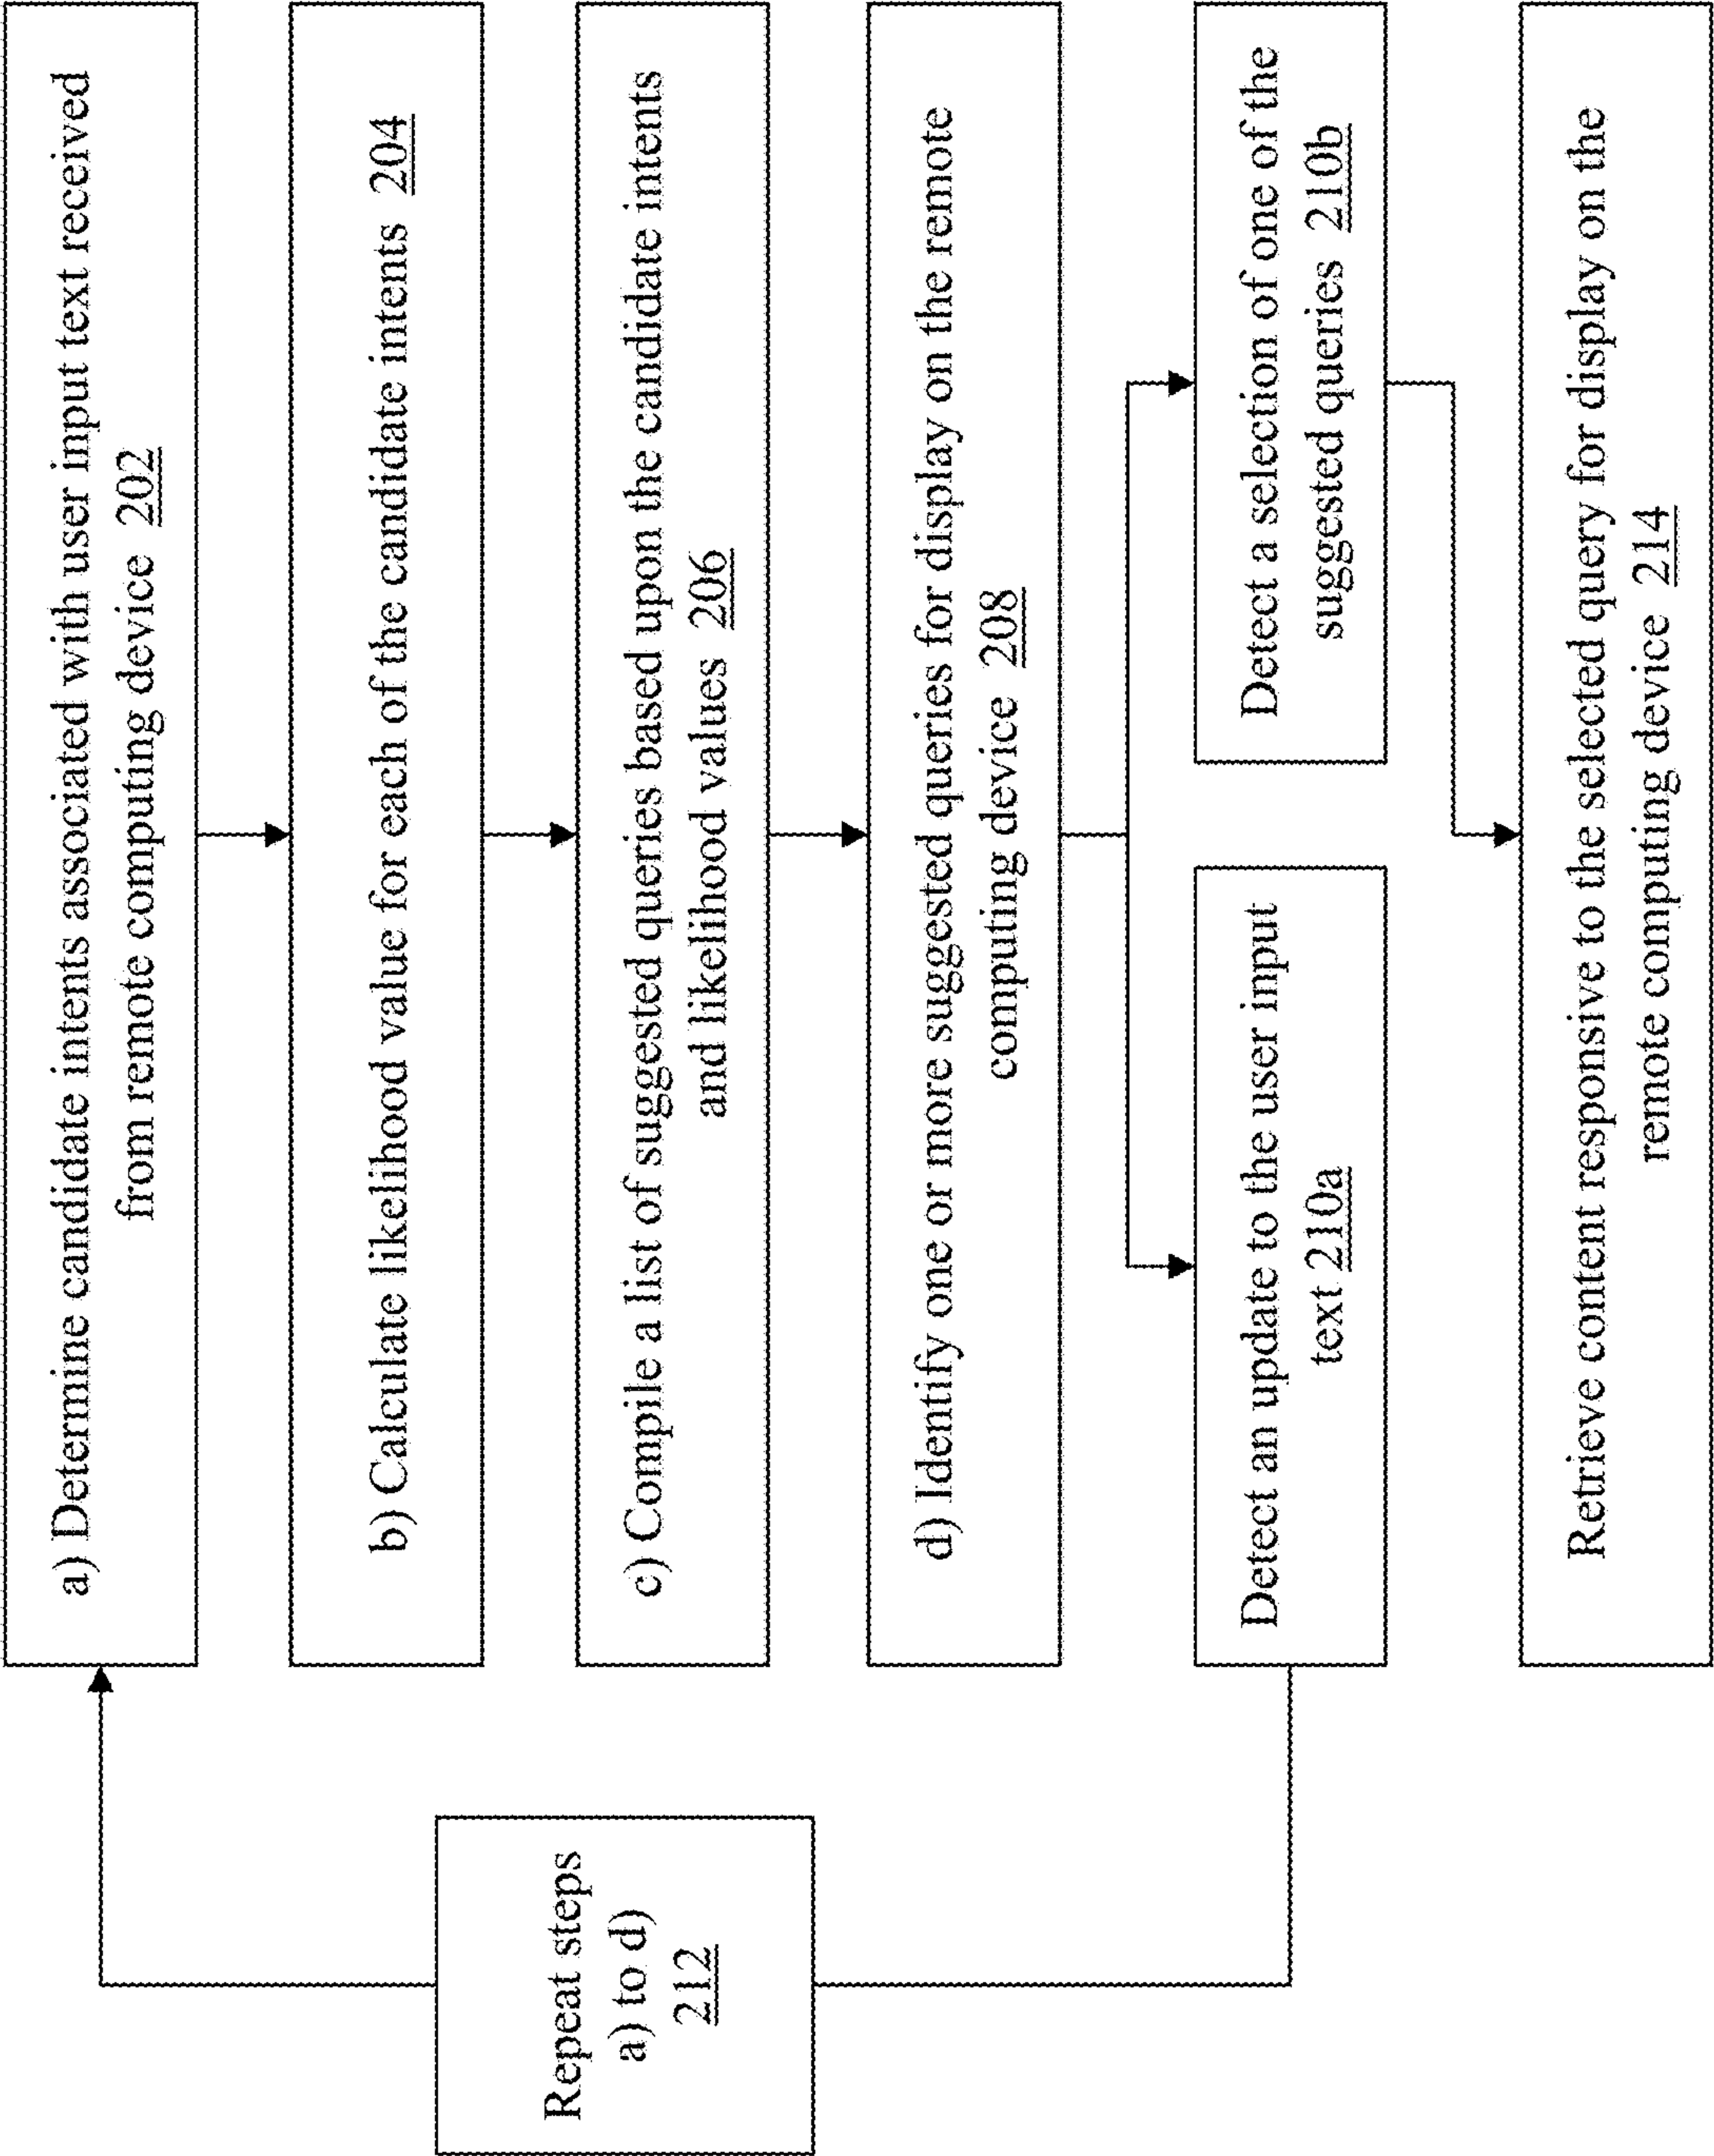 a) Determine candidate intents associated with user input text received
from remote computing device 202
b) Calculate likelihood value for each of the candidate intents 204
c) Compile a list of suggested queries based upon the candidate intents
and likelihood values 206
d) Identify one or more suggested queries for display on the remote
computing device 208
Detect an update to the user input
text 210a
Detect a selection of one of the
suggested queries 210b
Repeat steps
a) to d)
212
Retrieve content responsive to the selected query for display on the
remote computing device 214